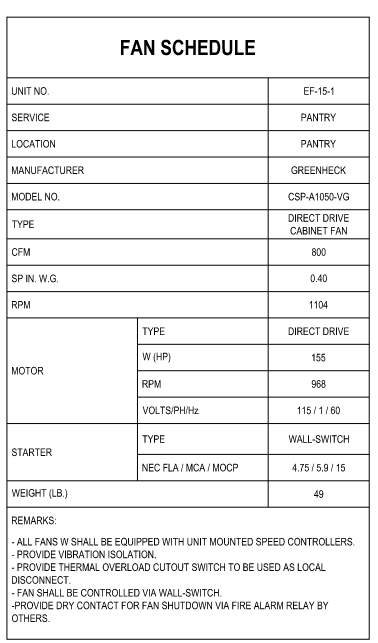 FAN SCHEDULE
UNIT NO. EF-15-1
SERVICE PANTRY
LOCATION PANTRY
MANUFACTURER GREENHECK
MODEL NO. CSP-A1050-VG
TYPE DIRECT DRIVE
CABINET FAN
CFM 800
SP IN. W.G. 0.40
RPM 1104
MOTOR
TYPE DIRECT DRIVE
W (HP) 155
RPM 968
VOLTS/PH/Hz 115 / 1 / 60
STARTER
TYPE WALL-SWITCH
NEC FLA / MCA / MOCP 4.75 / 5.9 / 15
WEIGHT (LB.) 49
REMARKS:
- ALL FANS W SHALL BE EQUIPPED WITH UNIT MOUNTED SPEED CONTROLLERS.
- PROVIDE VIBRATION ISOLATION.
- PROVIDE THERMAL OVERLOAD CUTOUT SWITCH TO BE USED AS LOCAL
DISCONNECT.
- FAN SHALL BE CONTROLLED VIA WALL-SWITCH.
-PROVIDE DRY CONTACT FOR FAN SHUTDOWN VIA FIRE ALARM RELAY BY
OTHERS.